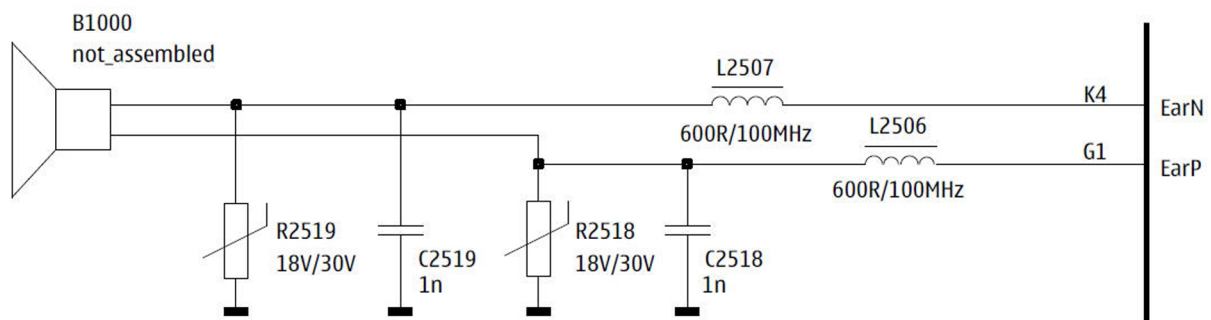 B1000
not_assembled
L2507
600R/100MHz
K4
EarN
L2506
600R/100MHz
G1
EarP
R2519
18V/30V
C2519
1n
R2518
18V/30V
C2518
1n